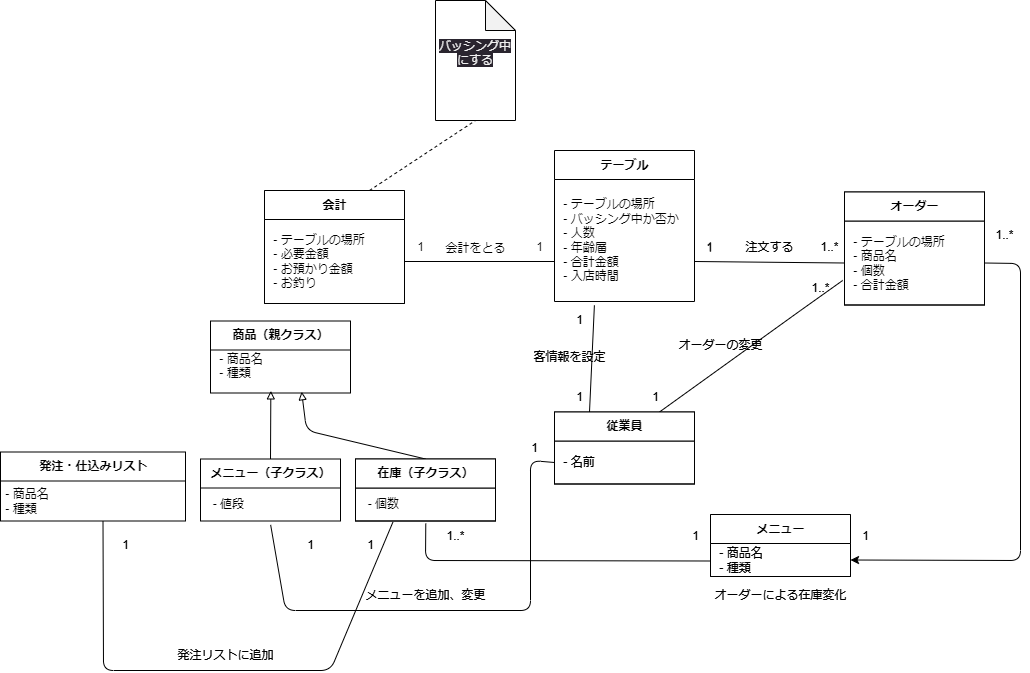 バッシング中
にする
テーブル
- テーブルの場所
- バッシング中か否か
- 人数
- 年齢層
- 合計金額
- 入店時間
会計
- テーブルの場所
- 必要金額
- お預かり金額
- お釣り
オーダー
- テーブルの場所
- 商品名
- 個数
- 合計金額
1
会計をとる
1
1
注文する
1..*
1..*
1..*
1
客情報を設定
1
オーダーの変更
1
商品（親クラス）
- 商品名
- 種類
従業員
- 名前
1
発注・仕込みリスト
- 商品名
- 種類
メニュー（子クラス）
- 値段
在庫（子クラス）
- 個数
メニュー
- 商品名
- 種類
1
1
1
1..*
1
1
メニューを追加、変更
オーダーによる在庫変化
発注リストに追加